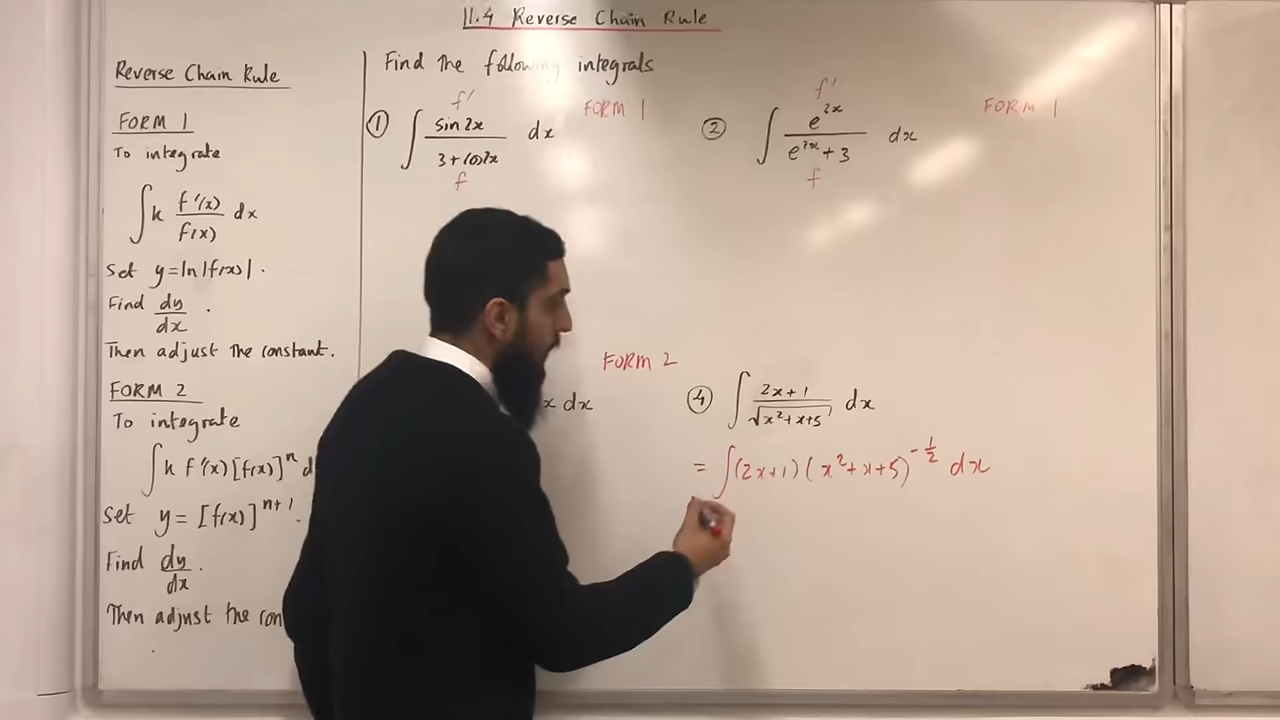 11.4 Reverse Chain Rule
Reverse Chain Rule
FORM 1
To integrate
∫ k f'(x)/f(x) dx
Set y = ln|f(x)|.
Find dy/dx.
Then adjust the constant.
FORM 2
To integrate
∫ k f'(x)[f(x)]^n d
Set y = [f(x)]^(n+1).
Find dy/dx.
Then adjust the con
Find the following integrals
① ∫ sin2x/(3+cos2x) dx
f'
f
FORM 1
② ∫ e^(2x)/(e^(2x)+3) dx
f'
f
FORM 1
x dx
FORM 2
④ ∫ (2x+1)/√(x²+x+5) dx
= ∫(2x+1)(x²+x+5)^(-1/2) dx